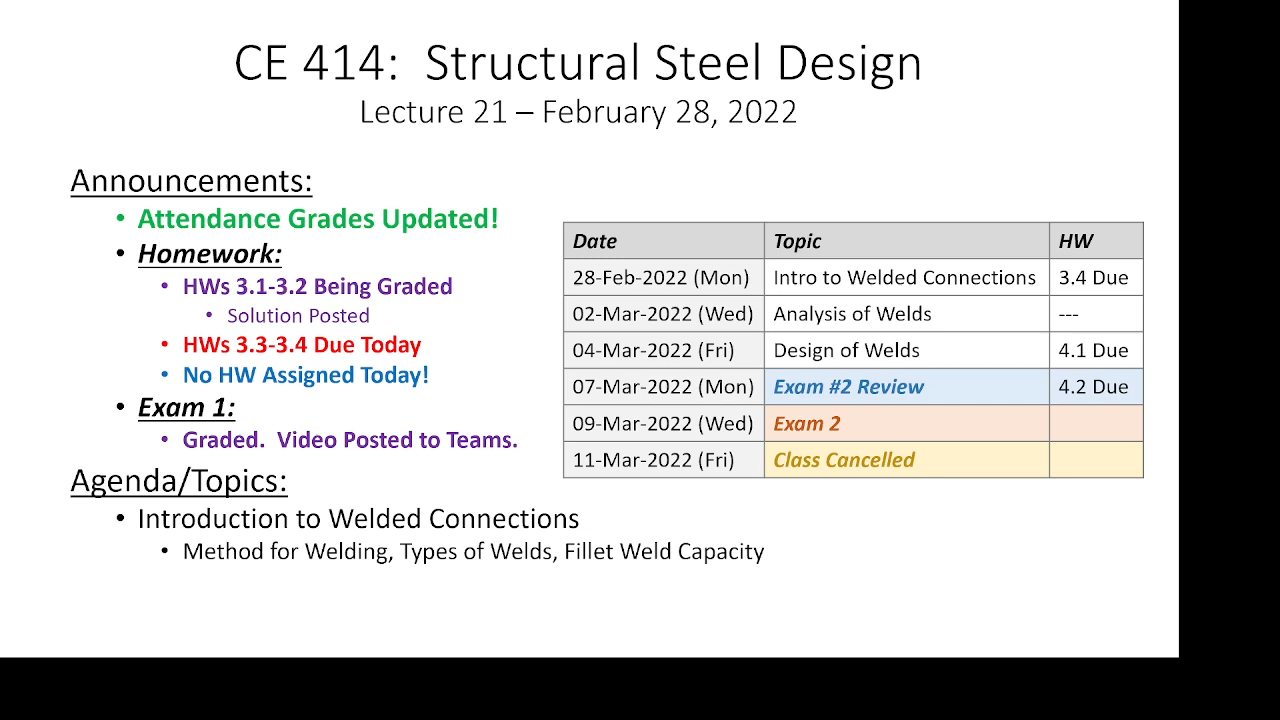 CE 414: Structural Steel Design
Lecture 21 – February 28, 2022
Announcements:
• Attendance Grades Updated!
• Homework:
• HWs 3.1-3.2 Being Graded
• Solution Posted
• HWs 3.3-3.4 Due Today
• No HW Assigned Today!
• Exam 1:
• Graded. Video Posted to Teams.
Date Topic HW
28-Feb-2022 (Mon) Intro to Welded Connections 3.4 Due
02-Mar-2022 (Wed) Analysis of Welds ---
04-Mar-2022 (Fri) Design of Welds 4.1 Due
07-Mar-2022 (Mon) Exam #2 Review 4.2 Due
09-Mar-2022 (Wed) Exam 2
11-Mar-2022 (Fri) Class Cancelled
Agenda/Topics:
• Introduction to Welded Connections
• Method for Welding, Types of Welds, Fillet Weld Capacity